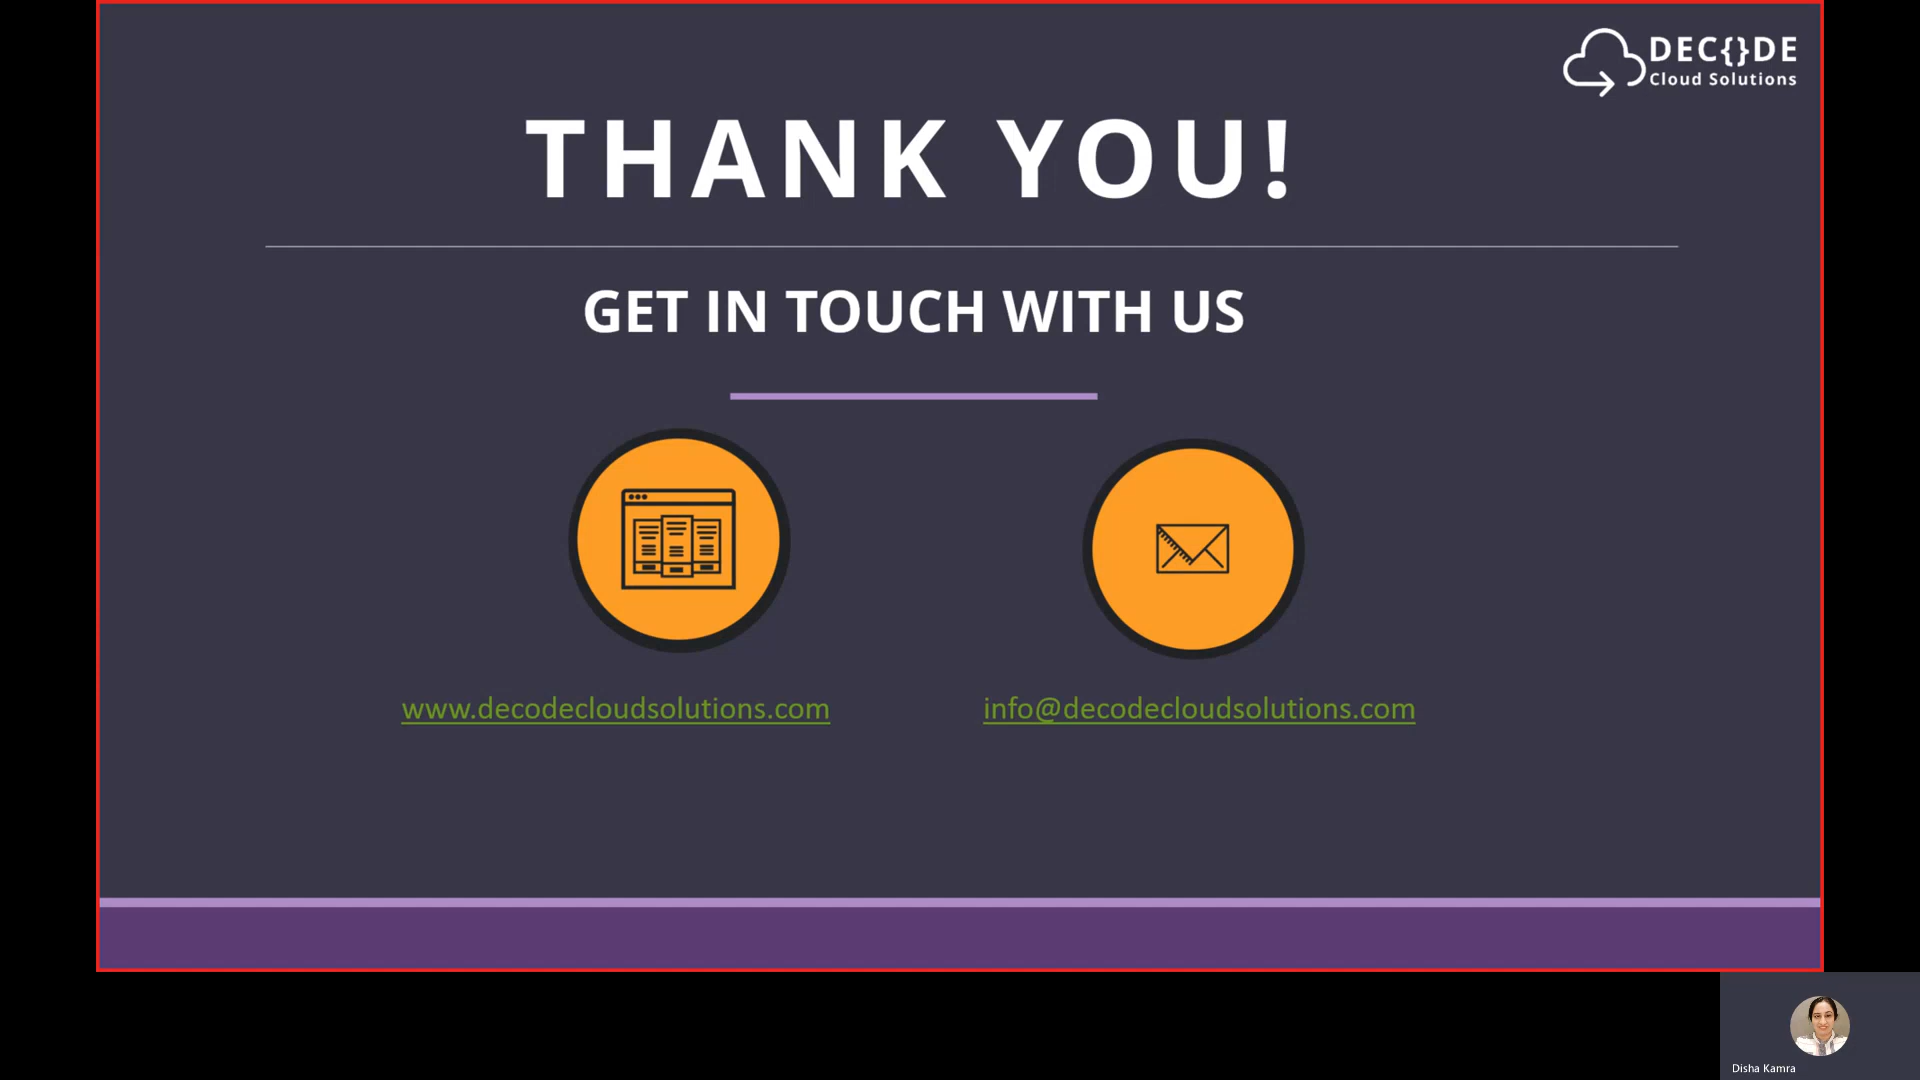 DEC{}DE
Cloud Solutions
THANK YOU!
GET IN TOUCH WITH US
www.decodecloudsolutions.com
info@decodecloudsolutions.com
Disha Kamra